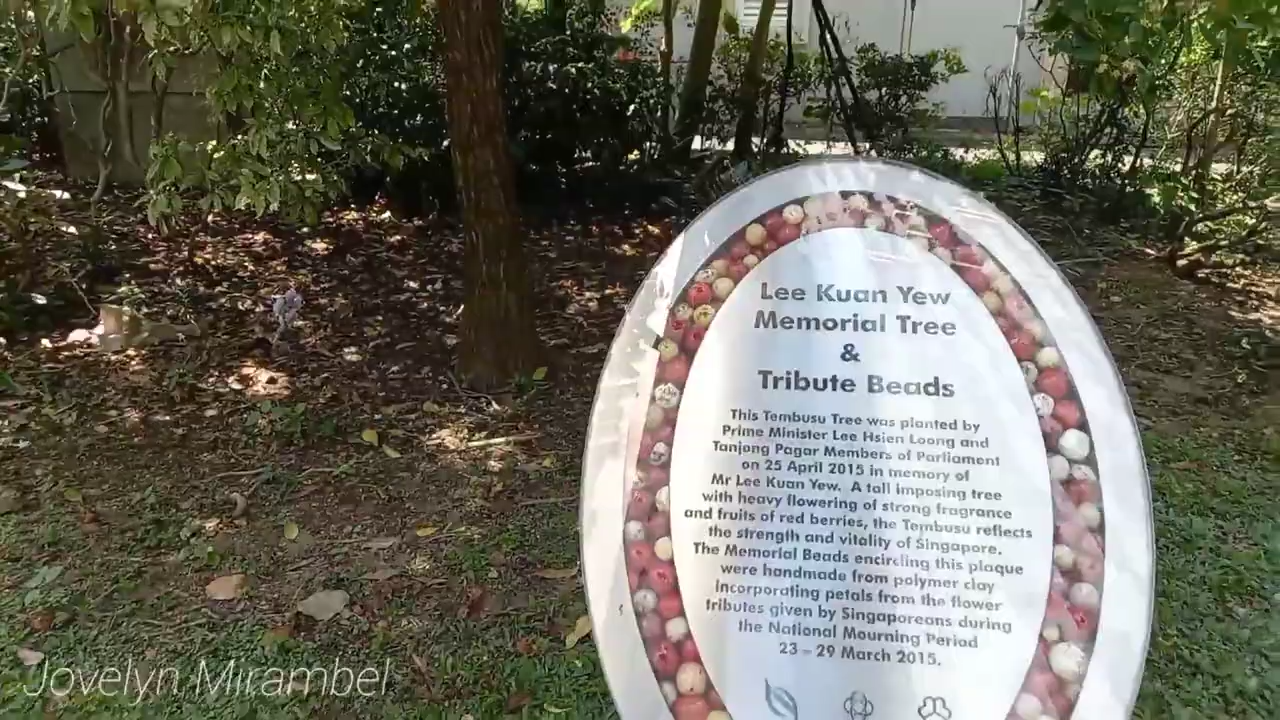 Lee Kuan Yew
Memorial Tree
&
Tribute Beads
This Tembusu Tree was planted by
Prime Minister Lee Hsien Loong and
Tanjong Pagar Members of Parliament
on 25 April 2015 in memory of
Mr Lee Kuan Yew. A tall imposing tree
with heavy flowering of strong fragrance
and fruits of red berries, the Tembusu reflects
the strength and vitality of Singapore.
The Memorial Beads encircling this plaque
were handmade from polymer clay
incorporating petals from the flower
tributes given by Singaporeans during
the National Mourning Period
23 - 29 March 2015.
Jovelyn Mirambel